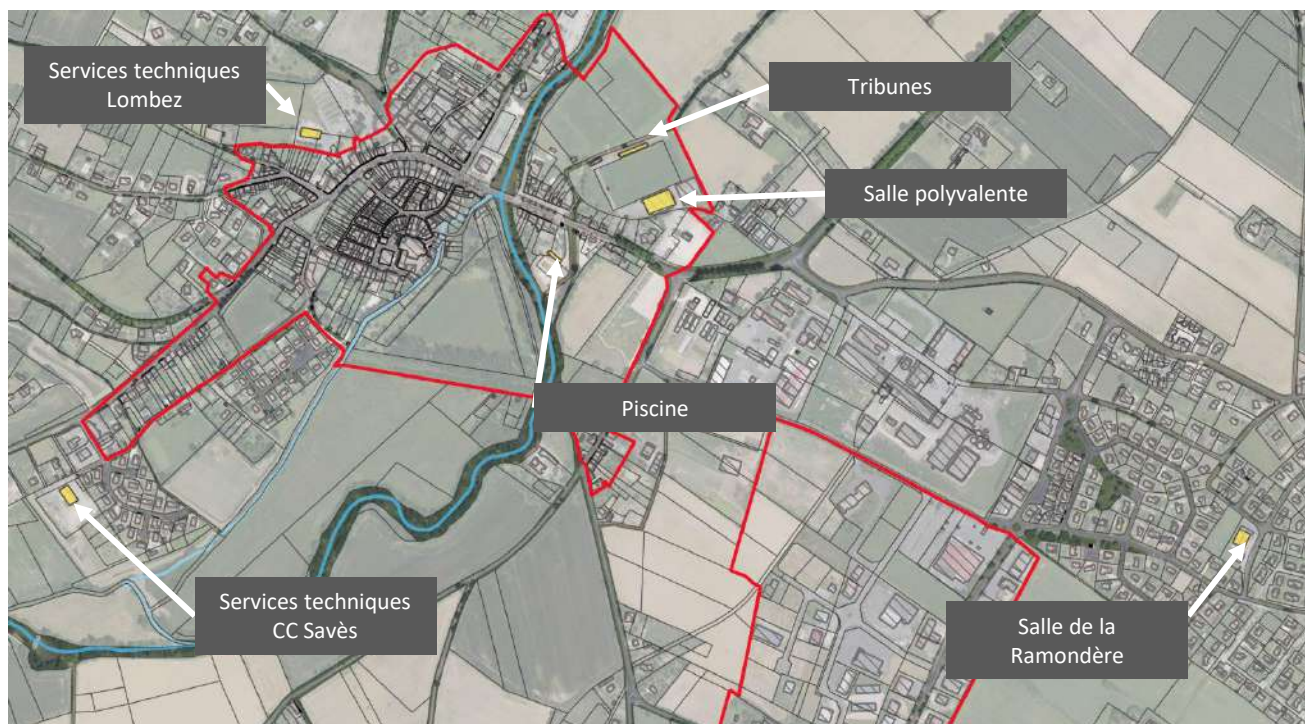 Services techniques
Lombez
Tribunes
Salle polyvalente
Piscine
Services techniques
CC Savès
Salle de la
Ramondère